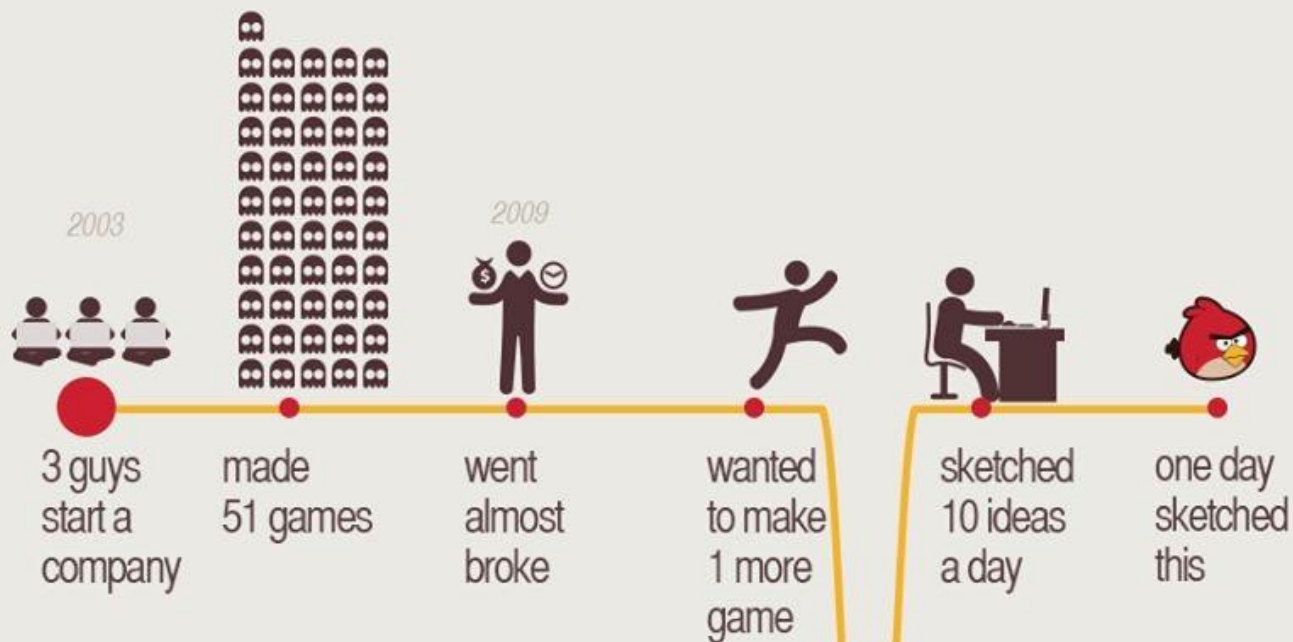 2003
3 guys
start a
company
made
51 games
2009
$
went
almost
broke
wanted
to make
1 more
game
sketched
10 ideas
a day
one day
sketched
this